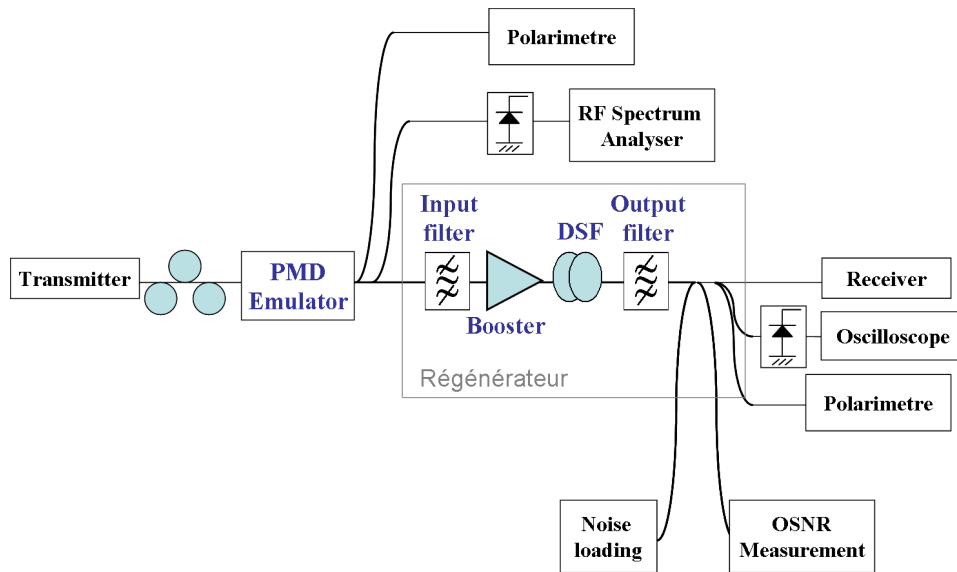 Polarimetre
RF Spectrum
Analyser
Input
filter
DSF
Output
filter
Transmitter
PMD
Emulator
Booster
Receiver
Oscilloscope
Régénérateur
Polarimetre
Noise
loading
OSNR
Measurement